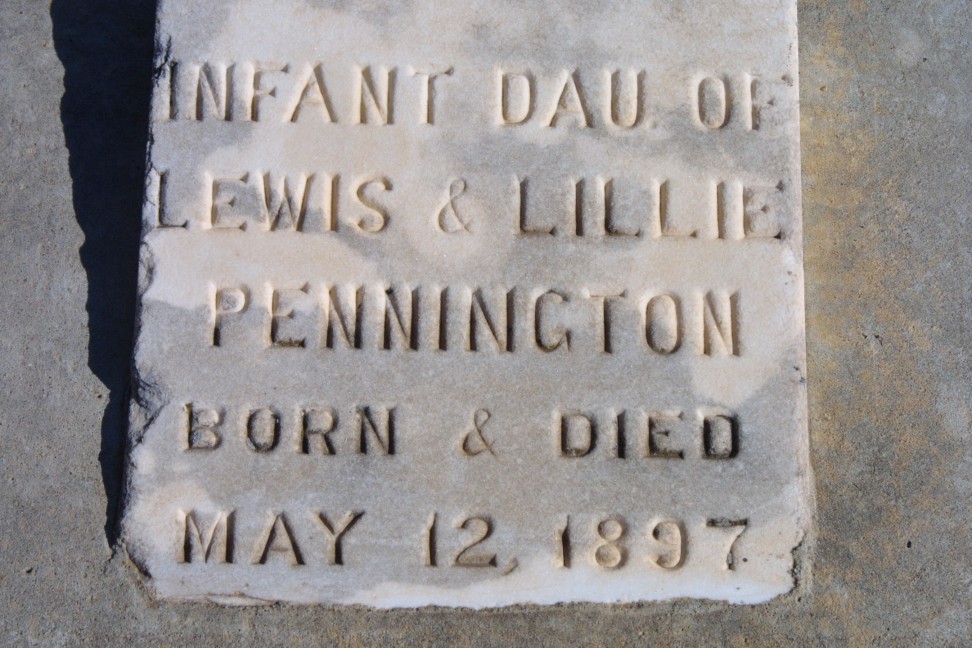 INFANT DAU. OF
LEWIS & LILLIE
PENNINGTON
BORN & DIED
MAY 12, 1897